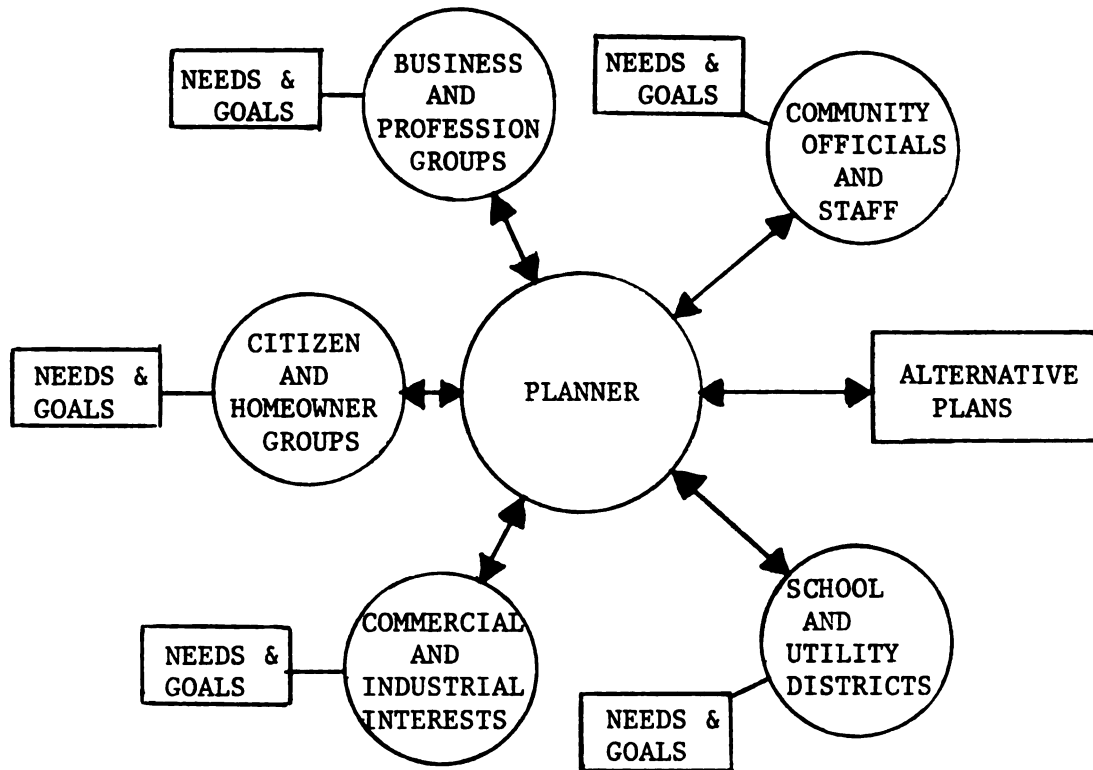 NEEDS &
GOALS
BUSINESS
AND
PROFESSION
GROUPS
NEEDS &
GOALS
COMMUNITY
OFFICIALS
AND
STAFF
CITIZEN
AND
HOMEOWNER
GROUPS
NEEDS &
GOALS
PLANNER
ALTERNATIVE
PLANS
NEEDS &
GOALS
COMMERCIAL
AND
INDUSTRIAL
INTERESTS
SCHOOL
AND
UTILITY
DISTRICTS
NEEDS &
GOALS